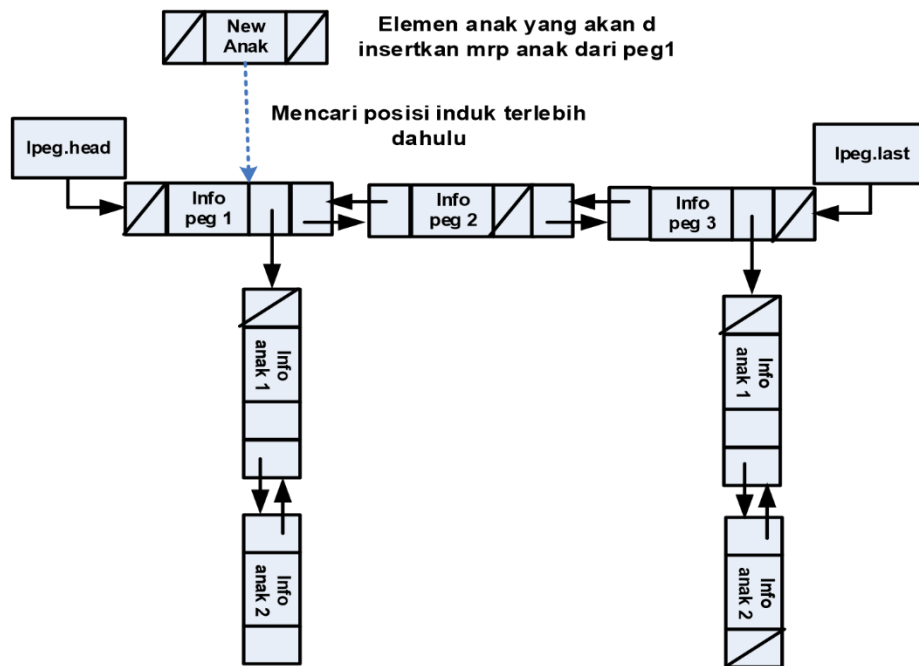 New
Anak
Elemen anak yang akan d
insertkan mrp anak dari peg1
Mencari posisi induk terlebih
dahulu
lpeg.head
lpeg.last
Info
peg 1
Info
peg 2
Info
peg 3
Info
anak 1
Info
anak 1
Info
anak 2
Info
anak 2